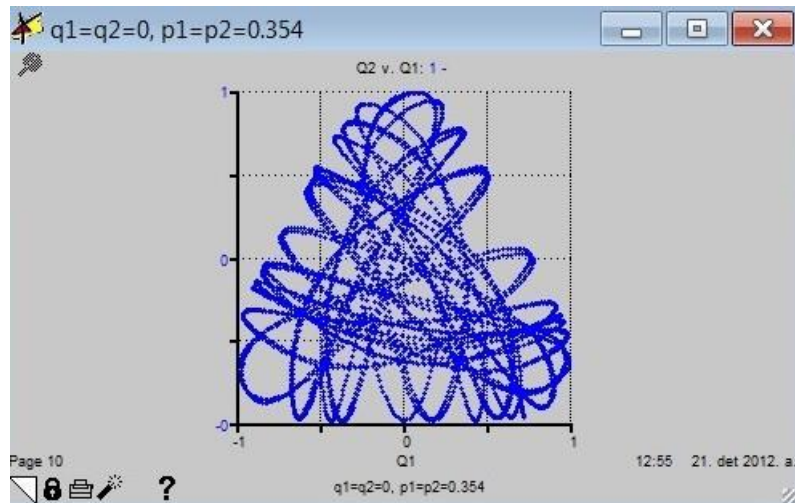 q1=q2=0, p1=p2=0.354
Q2 v. Q1: 1 -
1
0
-0
-1
0
1
Q1
Page 10
12:55 21. det 2012. a.
q1=q2=0, p1=p2=0.354
?